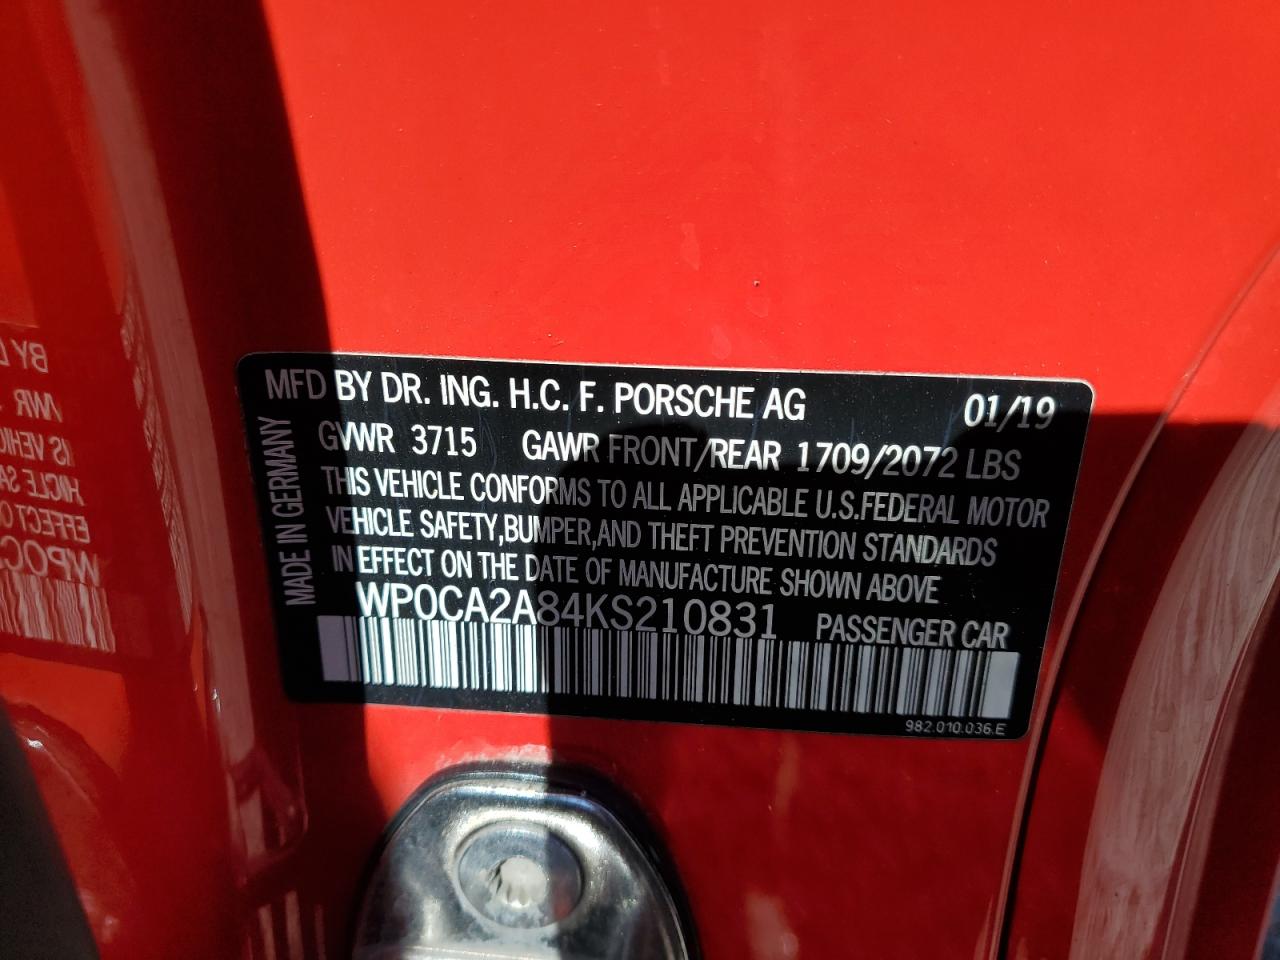 MFD BY DR. ING. H.C. F. PORSCHE AG 01/19
GVWR 3715 GAWR FRONT/REAR 1709/2072 LBS
THIS VEHICLE CONFORMS TO ALL APPLICABLE U.S.FEDERAL MOTOR
VEHICLE SAFETY,BUMPER,AND THEFT PREVENTION STANDARDS
IN EFFECT ON THE DATE OF MANUFACTURE SHOWN ABOVE
WP0CA2A84KS210831 PASSENGER CAR
982.010.036.E
MADE IN GERMANY